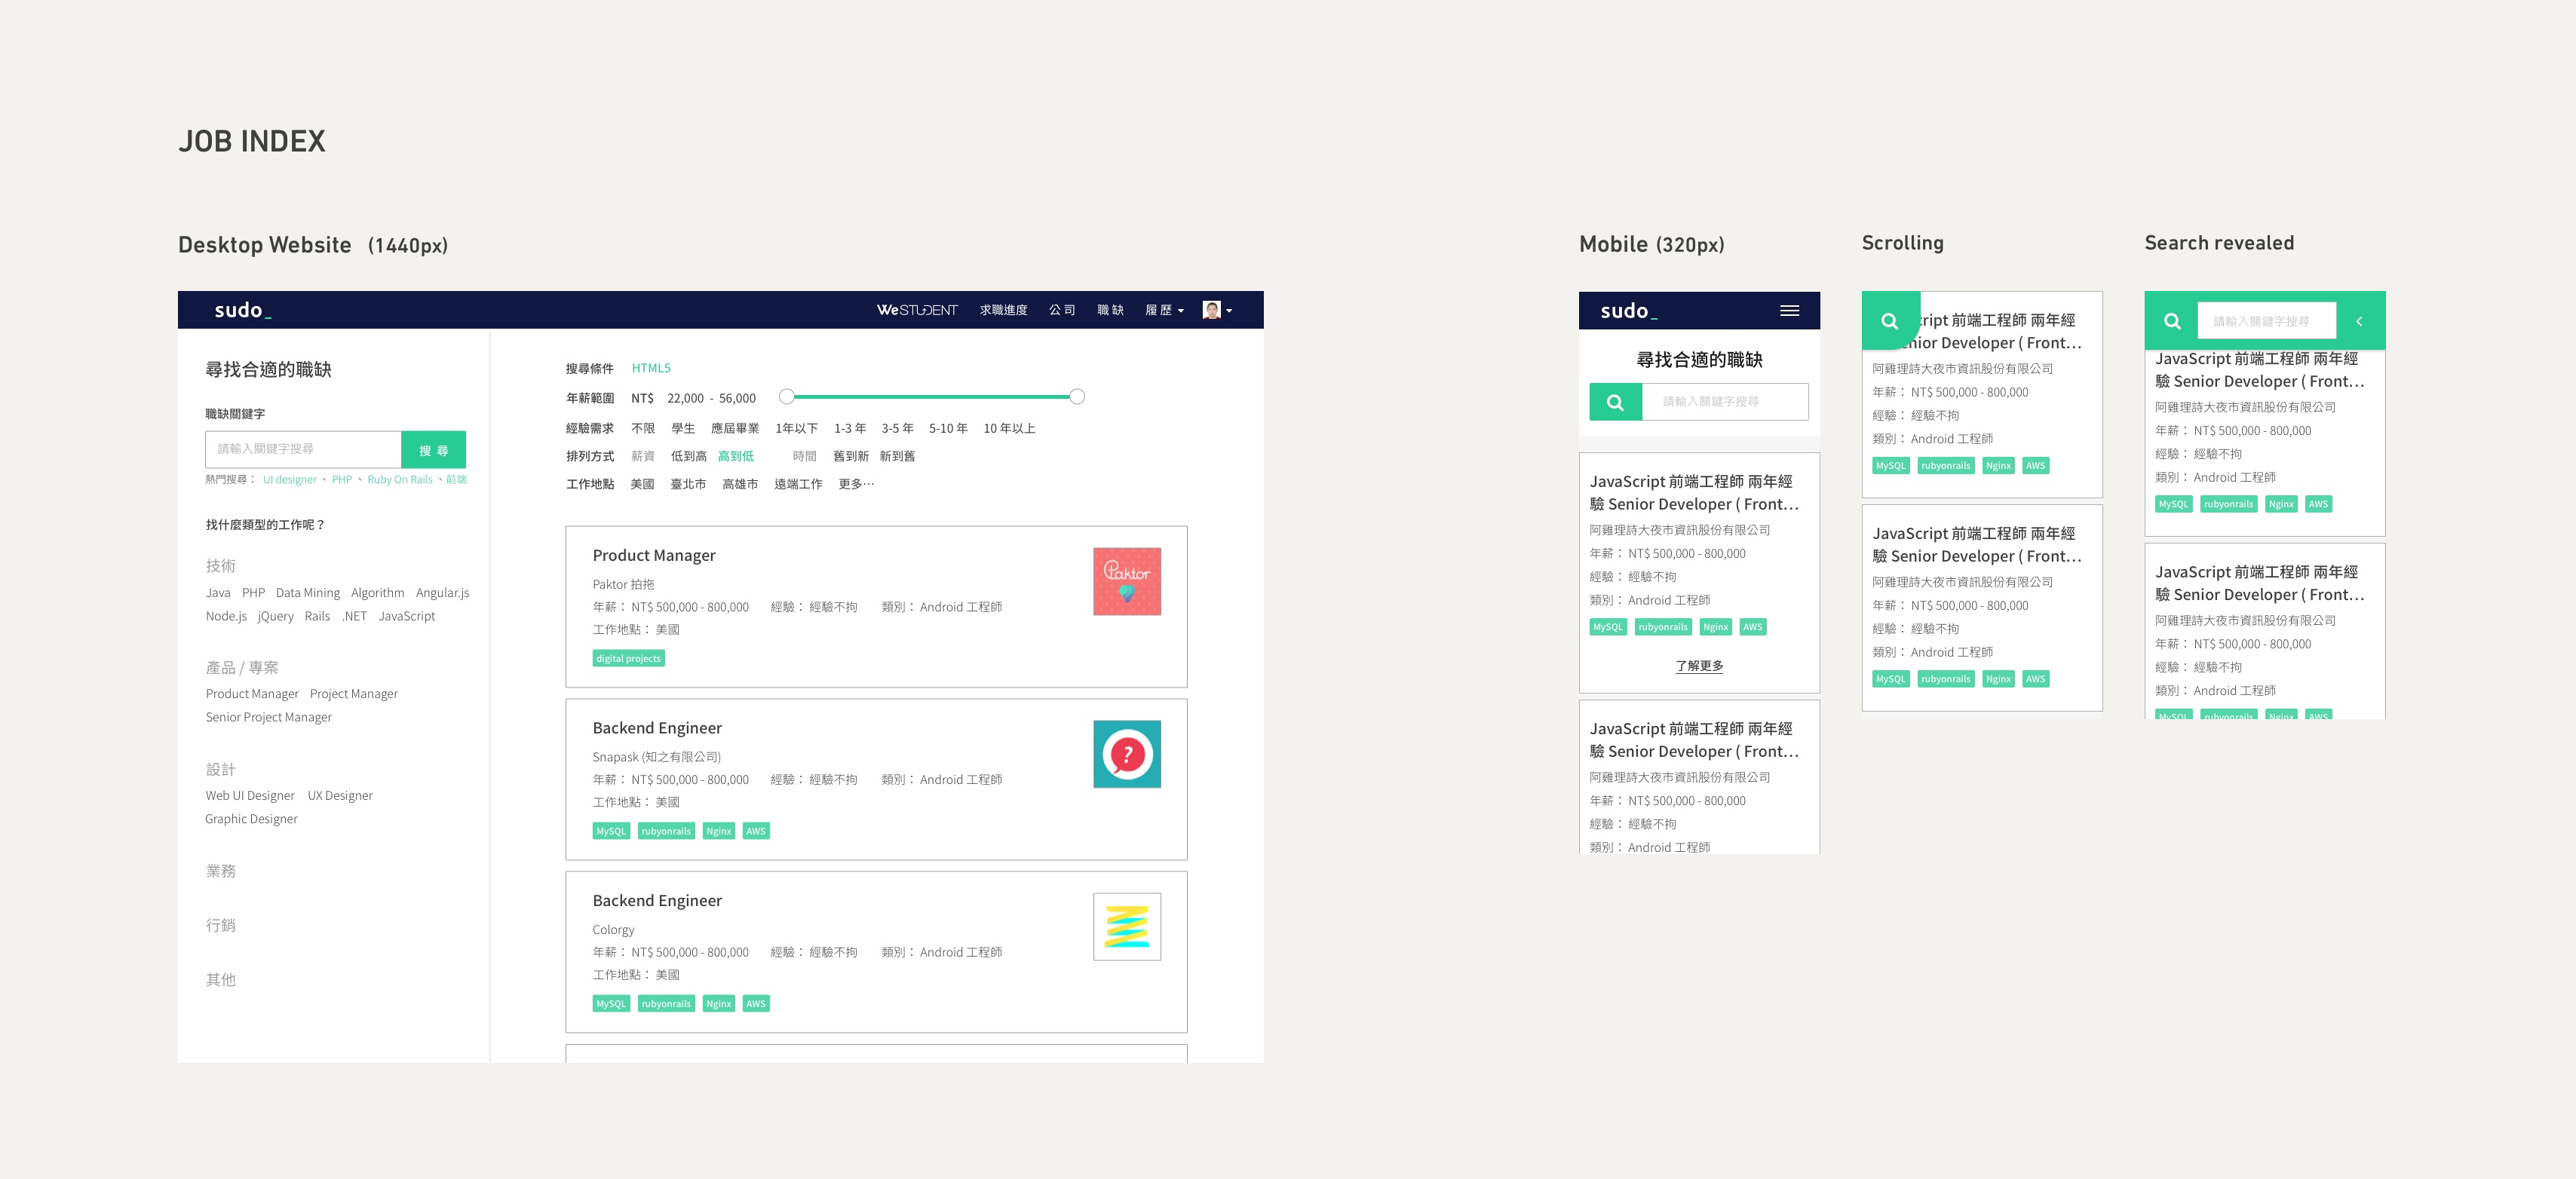 JOB INDEX
Desktop Website (1440px)
sudo_
WeSTUDENT 求職進度 公司 職缺 履歷
尋找合適的職缺
職缺關鍵字
請輸入關鍵字搜尋 搜尋
熱門搜尋： UI designer 、 PHP 、 Ruby On Rails 、前端
找什麼類型的工作呢？
技術
Java PHP Data Mining Algorithm Angular.js
Node.js jQuery Rails .NET JavaScript
產品 / 專案
Product Manager Project Manager
Senior Project Manager
設計
Web UI Designer UX Designer
Graphic Designer
業務
行銷
其他
搜尋條件 HTML5
年薪範圍 NT$ 22,000 - 56,000
經驗需求 不限 學生 應屆畢業 1年以下 1-3 年 3-5 年 5-10 年 10 年以上
排列方式 薪資 低到高 高到低 時間 舊到新 新到舊
工作地點 美國 臺北市 高雄市 遠端工作 更多…
Product Manager
Paktor 拍拖
年薪： NT$ 500,000 - 800,000 經驗： 經驗不拘 類別： Android 工程師
工作地點： 美國
digital projects
Paktor
Backend Engineer
Snapask (知之有限公司)
年薪： NT$ 500,000 - 800,000 經驗： 經驗不拘 類別： Android 工程師
工作地點： 美國
MySQL rubyonrails Nginx AWS
?
Backend Engineer
Colorgy
年薪： NT$ 500,000 - 800,000 經驗： 經驗不拘 類別： Android 工程師
工作地點： 美國
MySQL rubyonrails Nginx AWS
Mobile (320px)
sudo_
尋找合適的職缺
請輸入關鍵字搜尋
JavaScript 前端工程師 兩年經
驗 Senior Developer ( Front…
阿雞理詩大夜市資訊股份有限公司
年薪： NT$ 500,000 - 800,000
經驗： 經驗不拘
類別： Android 工程師
MySQL rubyonrails Nginx AWS
了解更多
JavaScript 前端工程師 兩年經
驗 Senior Developer ( Front…
阿雞理詩大夜市資訊股份有限公司
年薪： NT$ 500,000 - 800,000
經驗： 經驗不拘
類別： Android 工程師
Scrolling
cript 前端工程師 兩年經
enior Developer ( Front…
阿雞理詩大夜市資訊股份有限公司
年薪： NT$ 500,000 - 800,000
經驗： 經驗不拘
類別： Android 工程師
MySQL rubyonrails Nginx AWS
JavaScript 前端工程師 兩年經
驗 Senior Developer ( Front…
阿雞理詩大夜市資訊股份有限公司
年薪： NT$ 500,000 - 800,000
經驗： 經驗不拘
類別： Android 工程師
MySQL rubyonrails Nginx AWS
Search revealed
請輸入關鍵字搜尋
JavaScript 前端工程師 兩年經
驗 Senior Developer ( Front…
阿雞理詩大夜市資訊股份有限公司
年薪： NT$ 500,000 - 800,000
經驗： 經驗不拘
類別： Android 工程師
MySQL rubyonrails Nginx AWS
JavaScript 前端工程師 兩年經
驗 Senior Developer ( Front…
阿雞理詩大夜市資訊股份有限公司
年薪： NT$ 500,000 - 800,000
經驗： 經驗不拘
類別： Android 工程師
MySQL rubyonrails Nginx AWS